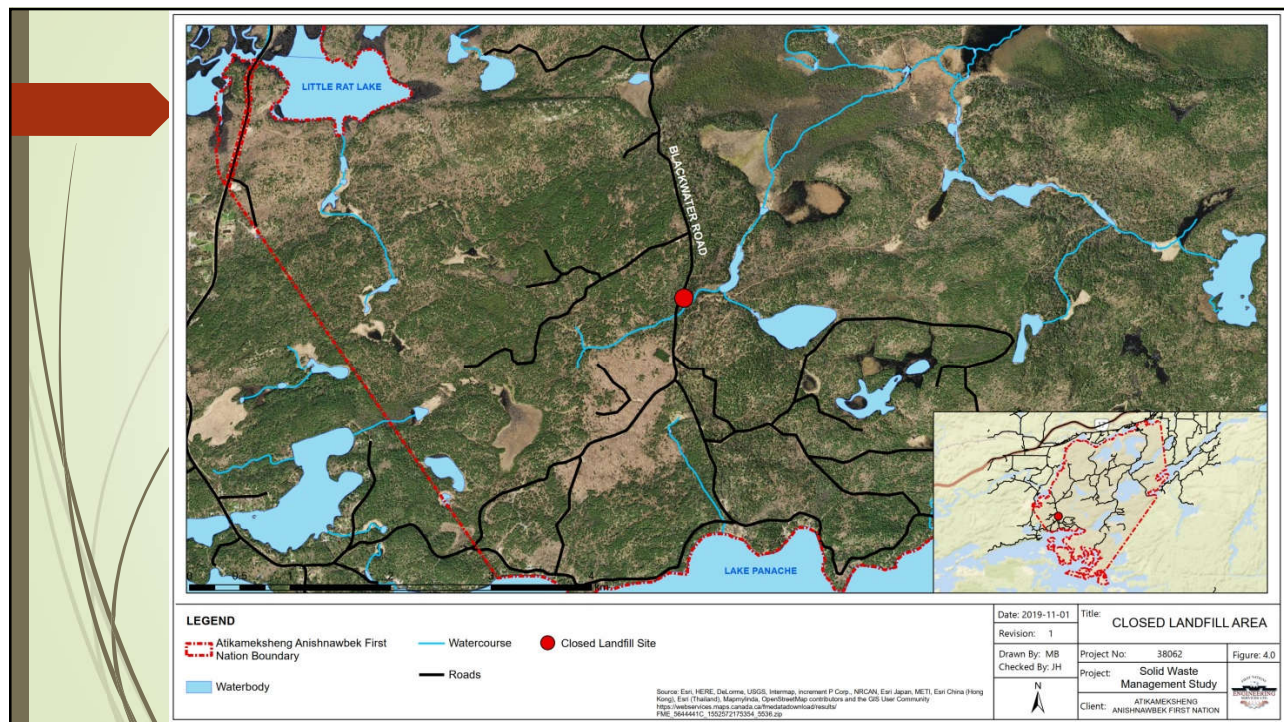 LITTLE RAT LAKE
BLACKWATER ROAD
LAKE PANACHE
LEGEND
Atikameksheng Anishnawbek First
Nation Boundary
Waterbody
Watercourse
Roads
Closed Landfill Site
Source: Esri, HERE, DeLorme, USGS, Intermap, increment P Corp., NRCAN, Esri Japan, METI, Esri China (Hong
Kong), Esri (Thailand), Mapmylndia, OpenStreetMap contributors and the GIS User Community
https://webservices.maps.canada.ca/fmedatadownload/results/
FME_5644441C_1552572175354_5536.zip
Date: 2019-11-01
Revision: 1
Drawn By: MB
Checked By: JH
N
Title:
CLOSED LANDFILL AREA
Project No: 38062
Figure: 4.0
Project: Solid Waste
Management Study
Client: ATIKAMEKSHENG
ANISHNAWBEK FIRST NATION
ENGINEERING